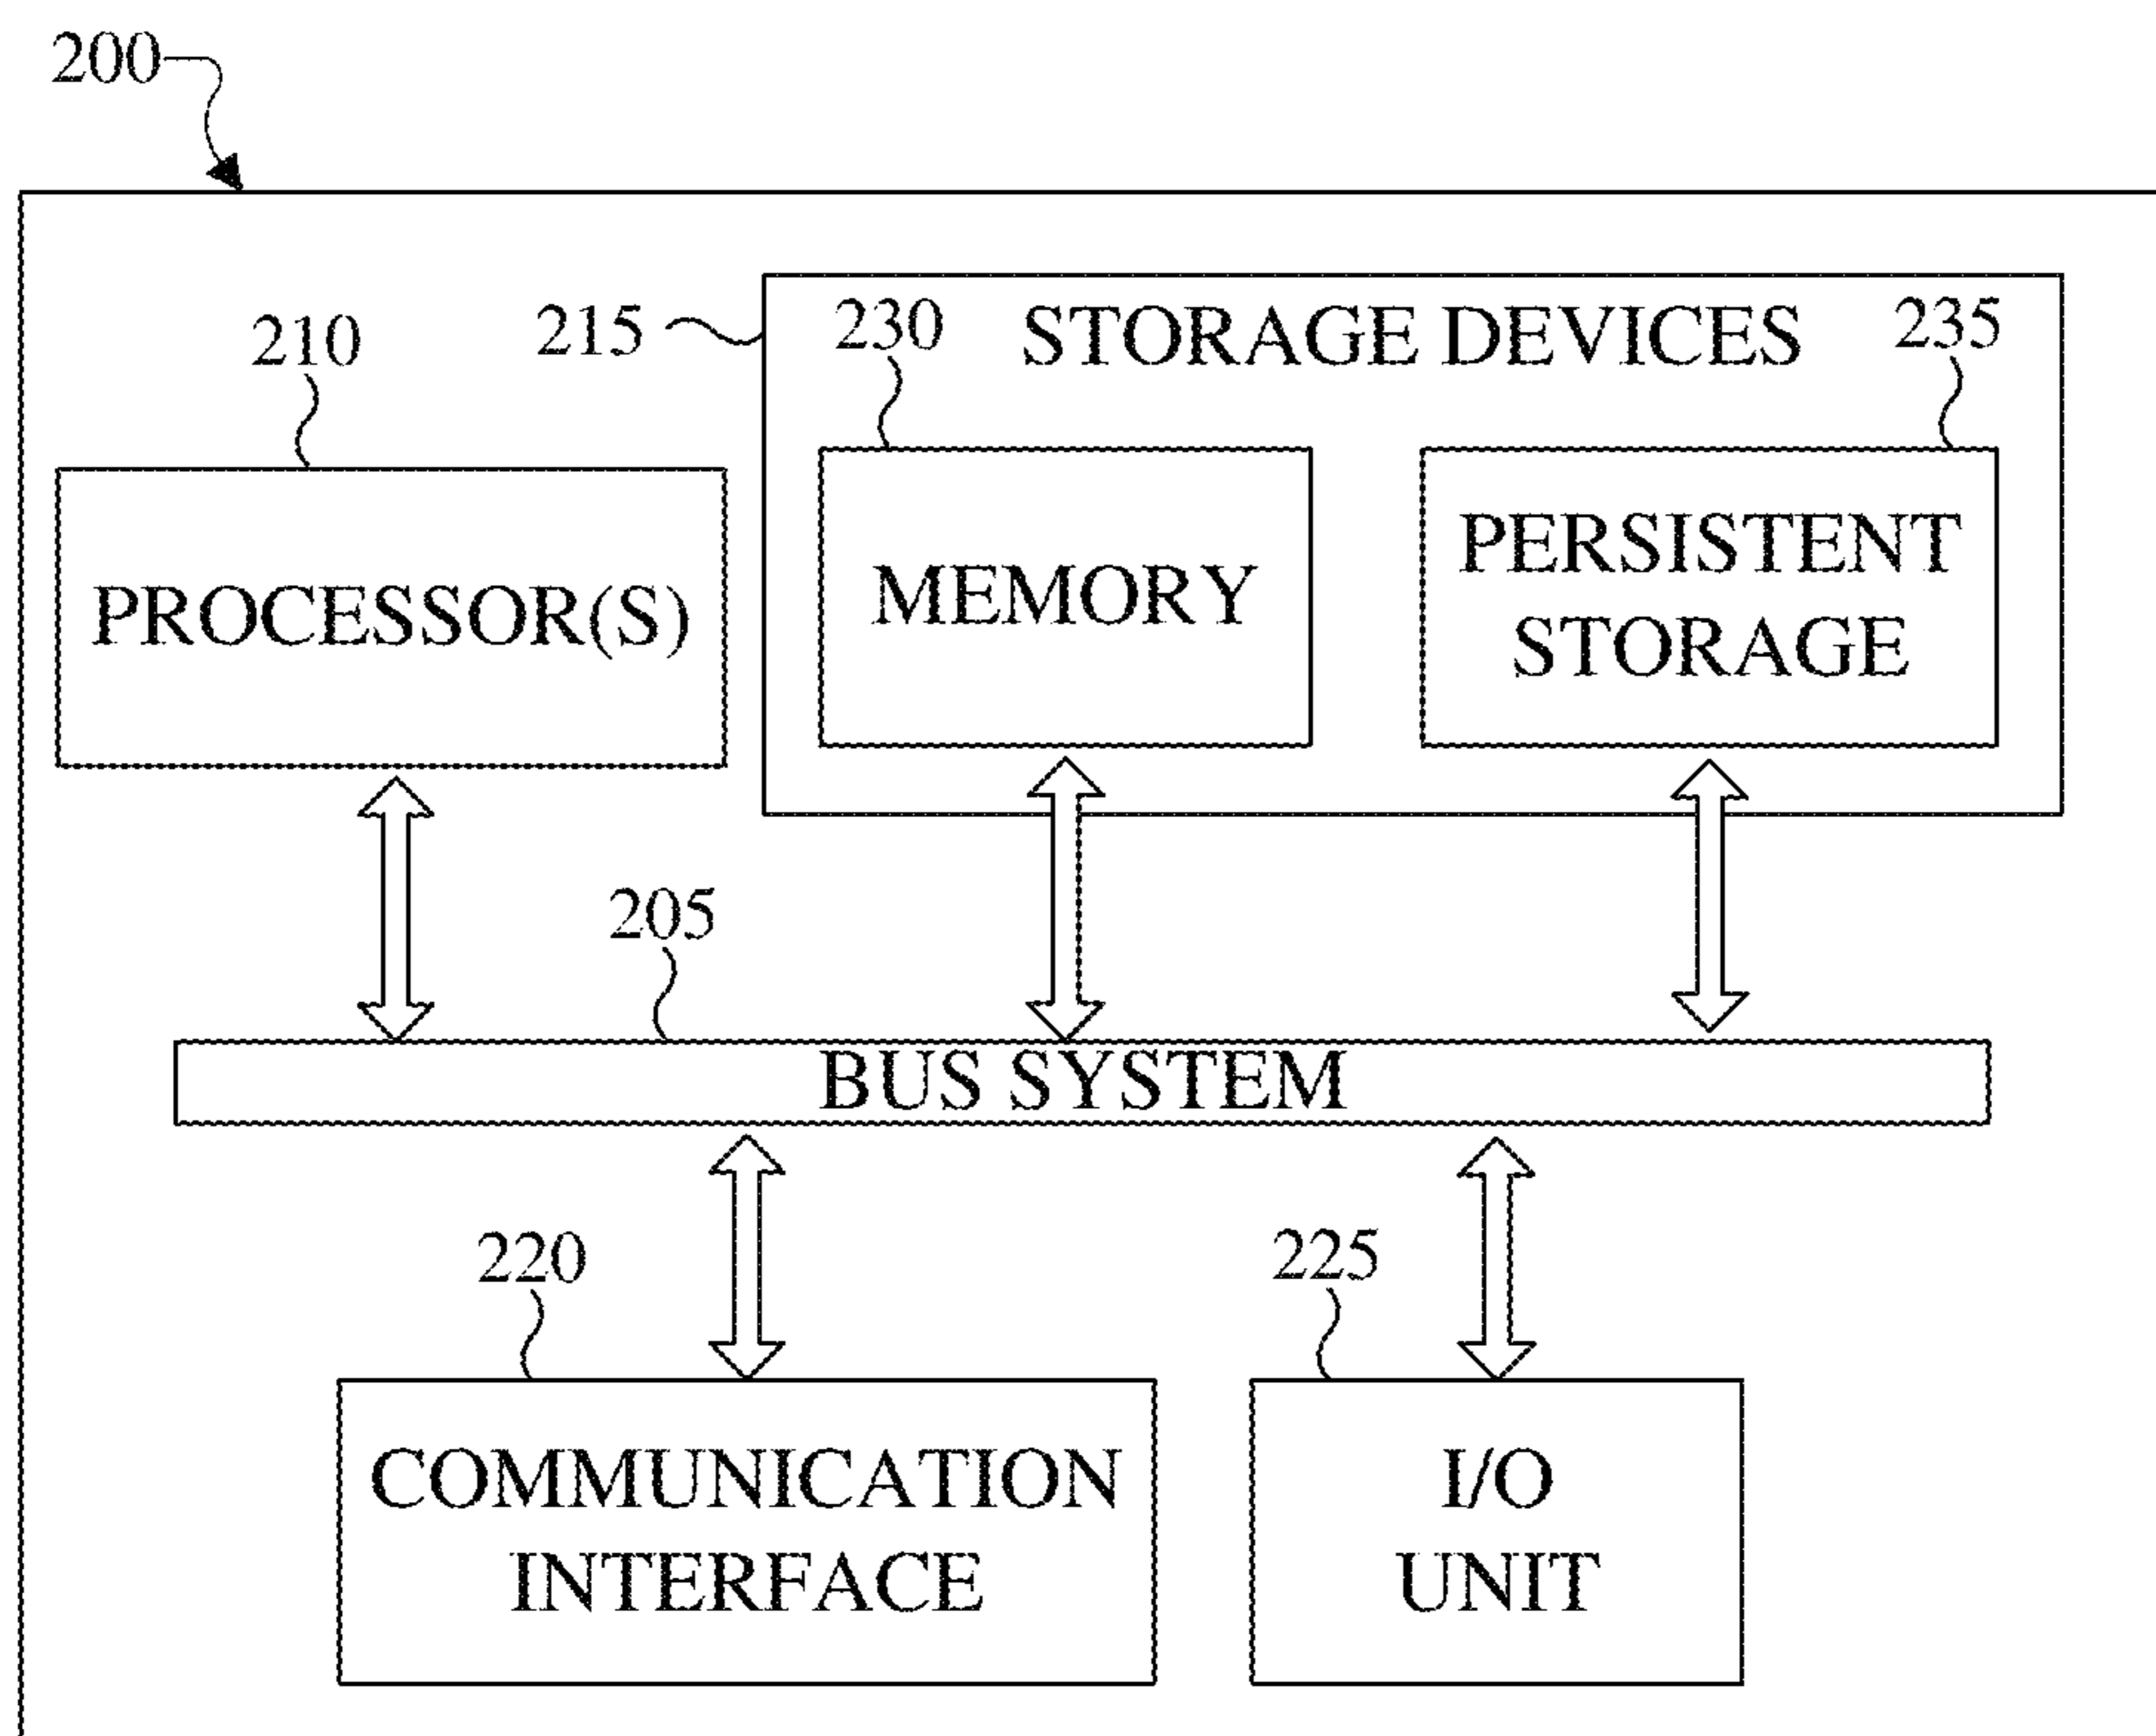 200
215
230
STORAGE DEVICES
235
210
PROCESSOR(S)
MEMORY
PERSISTENT
STORAGE
205
BUS SYSTEM
220
225
COMMUNICATION
INTERFACE
I/O
UNIT